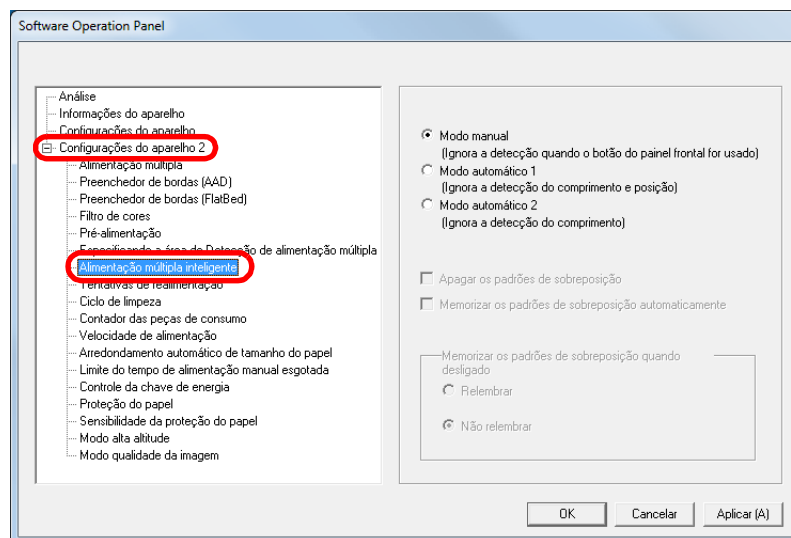 Software Operation Panel
Análise
Informações do aparelho
Configurações do aparelho
Configurações do aparelho 2
Alimentação múltipla
Preenchedor de bordas (AAD)
Preenchedor de bordas (FlatBed)
Filtro de cores
Pré-alimentação
Especificando a área de Detecção de alimentação múltipla
Alimentação múltipla inteligente
Tentativas de realimentação
Ciclo de limpeza
Contador das peças de consumo
Velocidade de alimentação
Arredondamento automático de tamanho do papel
Limite do tempo de alimentação manual esgotada
Controle da chave de energia
Proteção do papel
Sensibilidade da proteção do papel
Modo alta altitude
Modo qualidade da imagem
Modo manual
(Ignora a detecção quando o botão do painel frontal for usado)
Modo automático 1
(Ignora a detecção do comprimento e posição)
Modo automático 2
(Ignora a detecção do comprimento)
Apagar os padrões de sobreposição
Memorizar os padrões de sobreposição automaticamente
Memorizar os padrões de sobreposição quando
desligado
Relembrar
Não relembrar
OK
Cancelar
Aplicar (A)